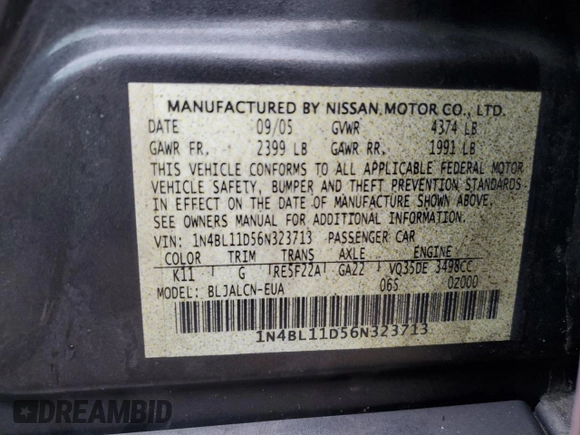 MANUFACTURED BY NISSAN MOTOR CO., LTD.
DATE 09/05 GVWR 4374 LB
GAWR FR. 2399 LB GAWR RR. 1991 LB
THIS VEHICLE CONFORMS TO ALL APPLICABLE FEDERAL MOTOR
VEHICLE SAFETY, BUMPER AND THEFT PREVENTION STANDARDS
IN EFFECT ON THE DATE OF MANUFACTURE SHOWN ABOVE.
SEE OWNERS MANUAL FOR ADDITIONAL INFORMATION.
VIN: 1N4BL11D56N323713 PASSENGER CAR
COLOR TRIM TRANS AXLE ENGINE
K11 G RE5F22A GA22 VQ35DE 3498CC
MODEL: BLJALCN-EUA 06S 0Z000
1N4BL11D56N323713
DREAMBID